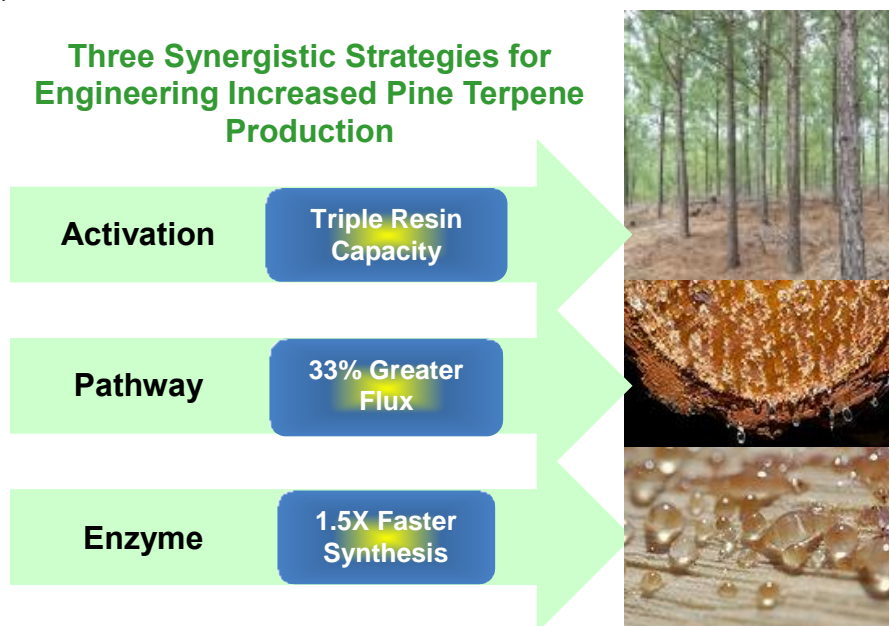 Three Synergistic Strategies for
Engineering Increased Pine Terpene
Production
Activation
Triple Resin
Capacity
Pathway
33% Greater
Flux
Enzyme
1.5X Faster
Synthesis